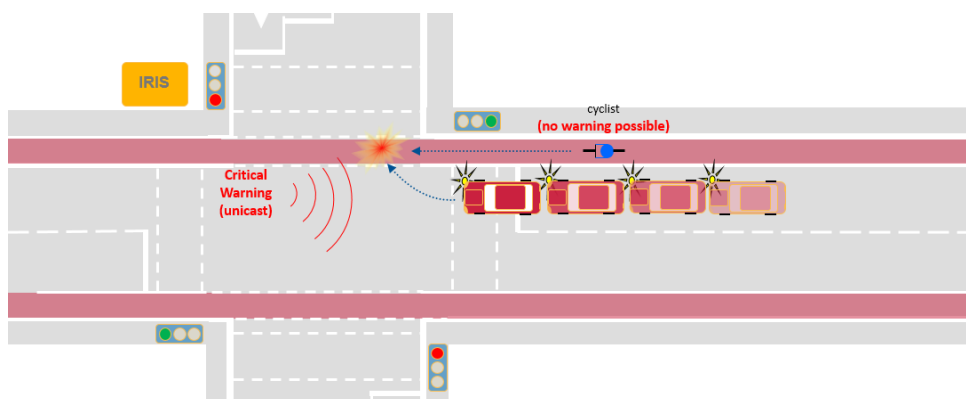 IRIS
cyclist
(no warning possible)
Critical
Warning
(unicast)